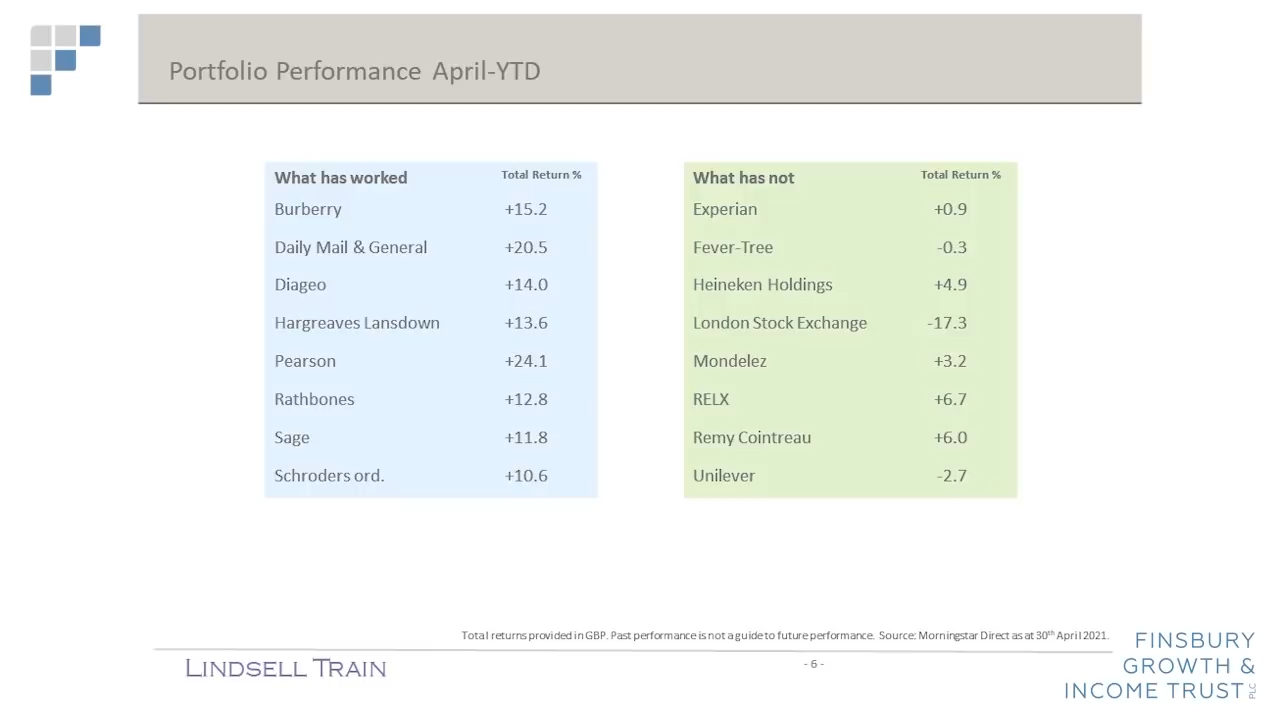 Portfolio Performance April-YTD
What has worked Total Return %
Burberry +15.2
Daily Mail & General +20.5
Diageo +14.0
Hargreaves Lansdown +13.6
Pearson +24.1
Rathbones +12.8
Sage +11.8
Schroders ord. +10.6
What has not Total Return %
Experian +0.9
Fever-Tree -0.3
Heineken Holdings +4.9
London Stock Exchange -17.3
Mondelez +3.2
RELX +6.7
Remy Cointreau +6.0
Unilever -2.7
Total returns provided in GBP. Past performance is not a guide to future performance. Source: Morningstar Direct as at 30th April 2021.
LINDSELL TRAIN
- 6 -
FINSBURY
GROWTH &
INCOME TRUST PLC